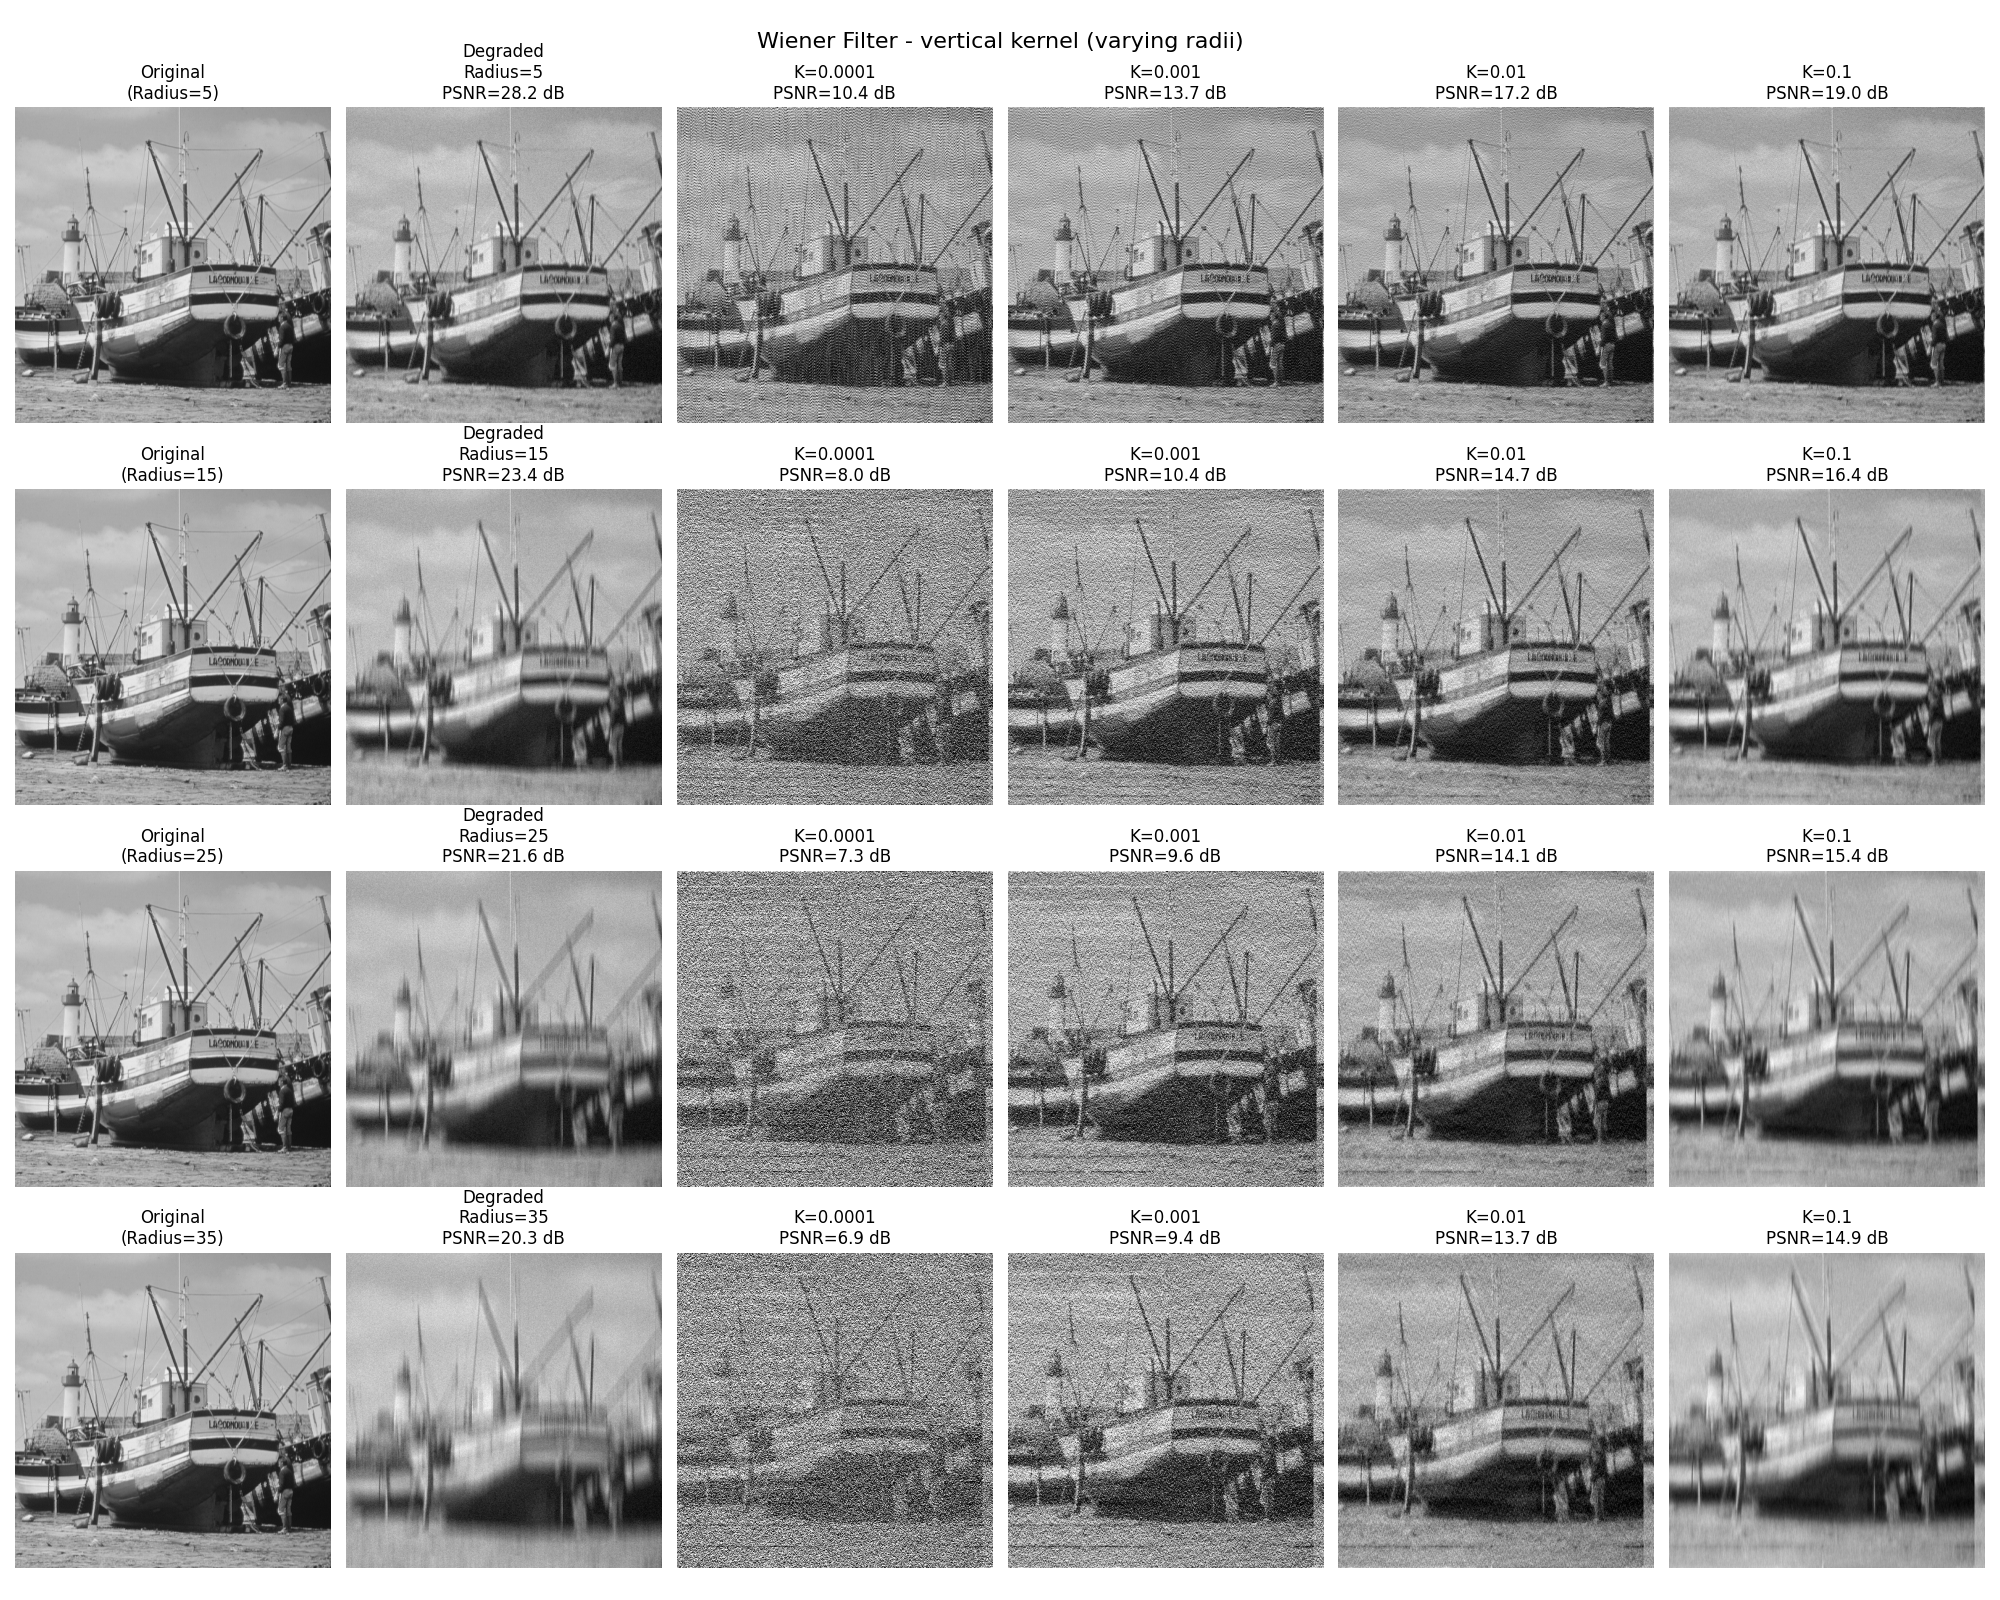 Wiener Filter - vertical kernel (varying radii)
Original
(Radius=5)
Degraded
Radius=5
PSNR=28.2 dB
K=0.0001
PSNR=10.4 dB
K=0.001
PSNR=13.7 dB
K=0.01
PSNR=17.2 dB
K=0.1
PSNR=19.0 dB
Original
(Radius=15)
Degraded
Radius=15
PSNR=23.4 dB
K=0.0001
PSNR=8.0 dB
K=0.001
PSNR=10.4 dB
K=0.01
PSNR=14.7 dB
K=0.1
PSNR=16.4 dB
Original
(Radius=25)
Degraded
Radius=25
PSNR=21.6 dB
K=0.0001
PSNR=7.3 dB
K=0.001
PSNR=9.6 dB
K=0.01
PSNR=14.1 dB
K=0.1
PSNR=15.4 dB
Original
(Radius=35)
Degraded
Radius=35
PSNR=20.3 dB
K=0.0001
PSNR=6.9 dB
K=0.001
PSNR=9.4 dB
K=0.01
PSNR=13.7 dB
K=0.1
PSNR=14.9 dB